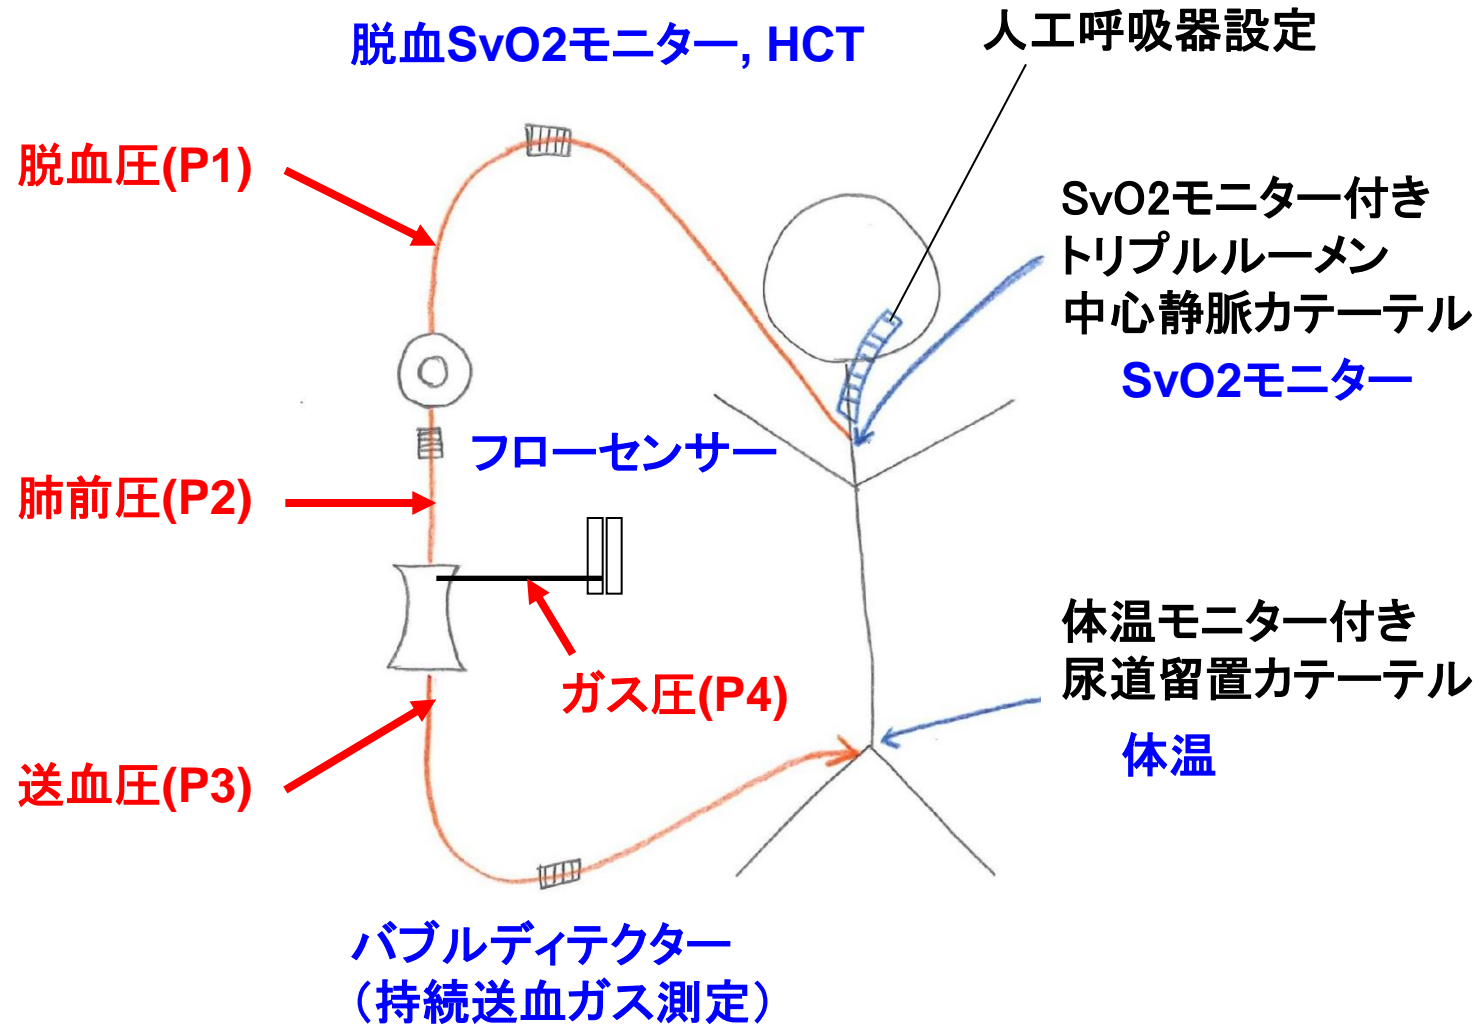 脱血SvO2モニター, HCT
人工呼吸器設定
脱血圧(P1)
SvO2モニター付き
トリプルルーメン
中心静脈カテーテル
SvO2モニター
フローセンサー
肺前圧(P2)
ガス圧(P4)
体温モニター付き
尿道留置カテーテル
体温
送血圧(P3)
バブルディテクター
（持続送血ガス測定）